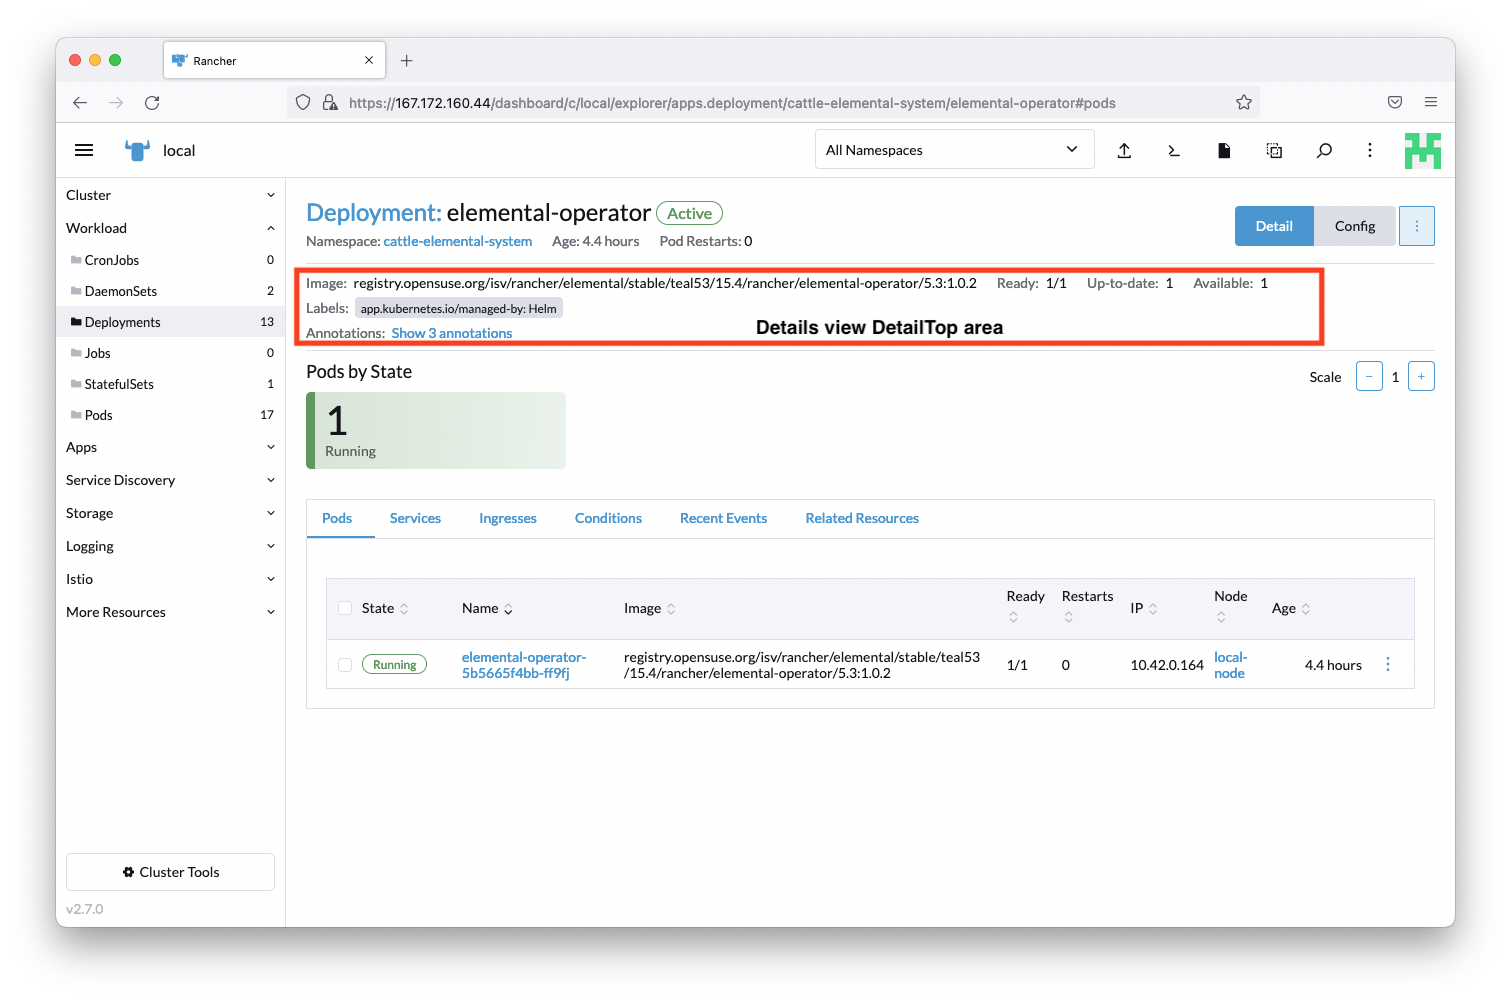 Rancher
https://167.172.160.44/dashboard/c/local/explorer/apps.deployment/cattle-elemental-system/elemental-operator#pods
local
All Namespaces
Cluster
Workload
CronJobs 0
DaemonSets 2
Deployments 13
Jobs 0
StatefulSets 1
Pods 17
Apps
Service Discovery
Storage
Logging
Istio
More Resources
Cluster Tools
v2.7.0
Deployment: elemental-operator Active
Namespace: cattle-elemental-system Age: 4.4 hours Pod Restarts: 0
Detail Config
Image: registry.opensuse.org/isv/rancher/elemental/stable/teal53/15.4/rancher/elemental-operator/5.3:1.0.2 Ready: 1/1 Up-to-date: 1 Available: 1
Labels: app.kubernetes.io/managed-by: Helm
Annotations: Show 3 annotations
Details view DetailTop area
Pods by State
Scale - 1 +
1
Running
Pods Services Ingresses Conditions Recent Events Related Resources
State Name Image Ready Restarts IP Node Age
Running elemental-operator- registry.opensuse.org/isv/rancher/elemental/stable/teal53 1/1 0 10.42.0.164 local- 4.4 hours
5b5665f4bb-ff9fj /15.4/rancher/elemental-operator/5.3:1.0.2 node